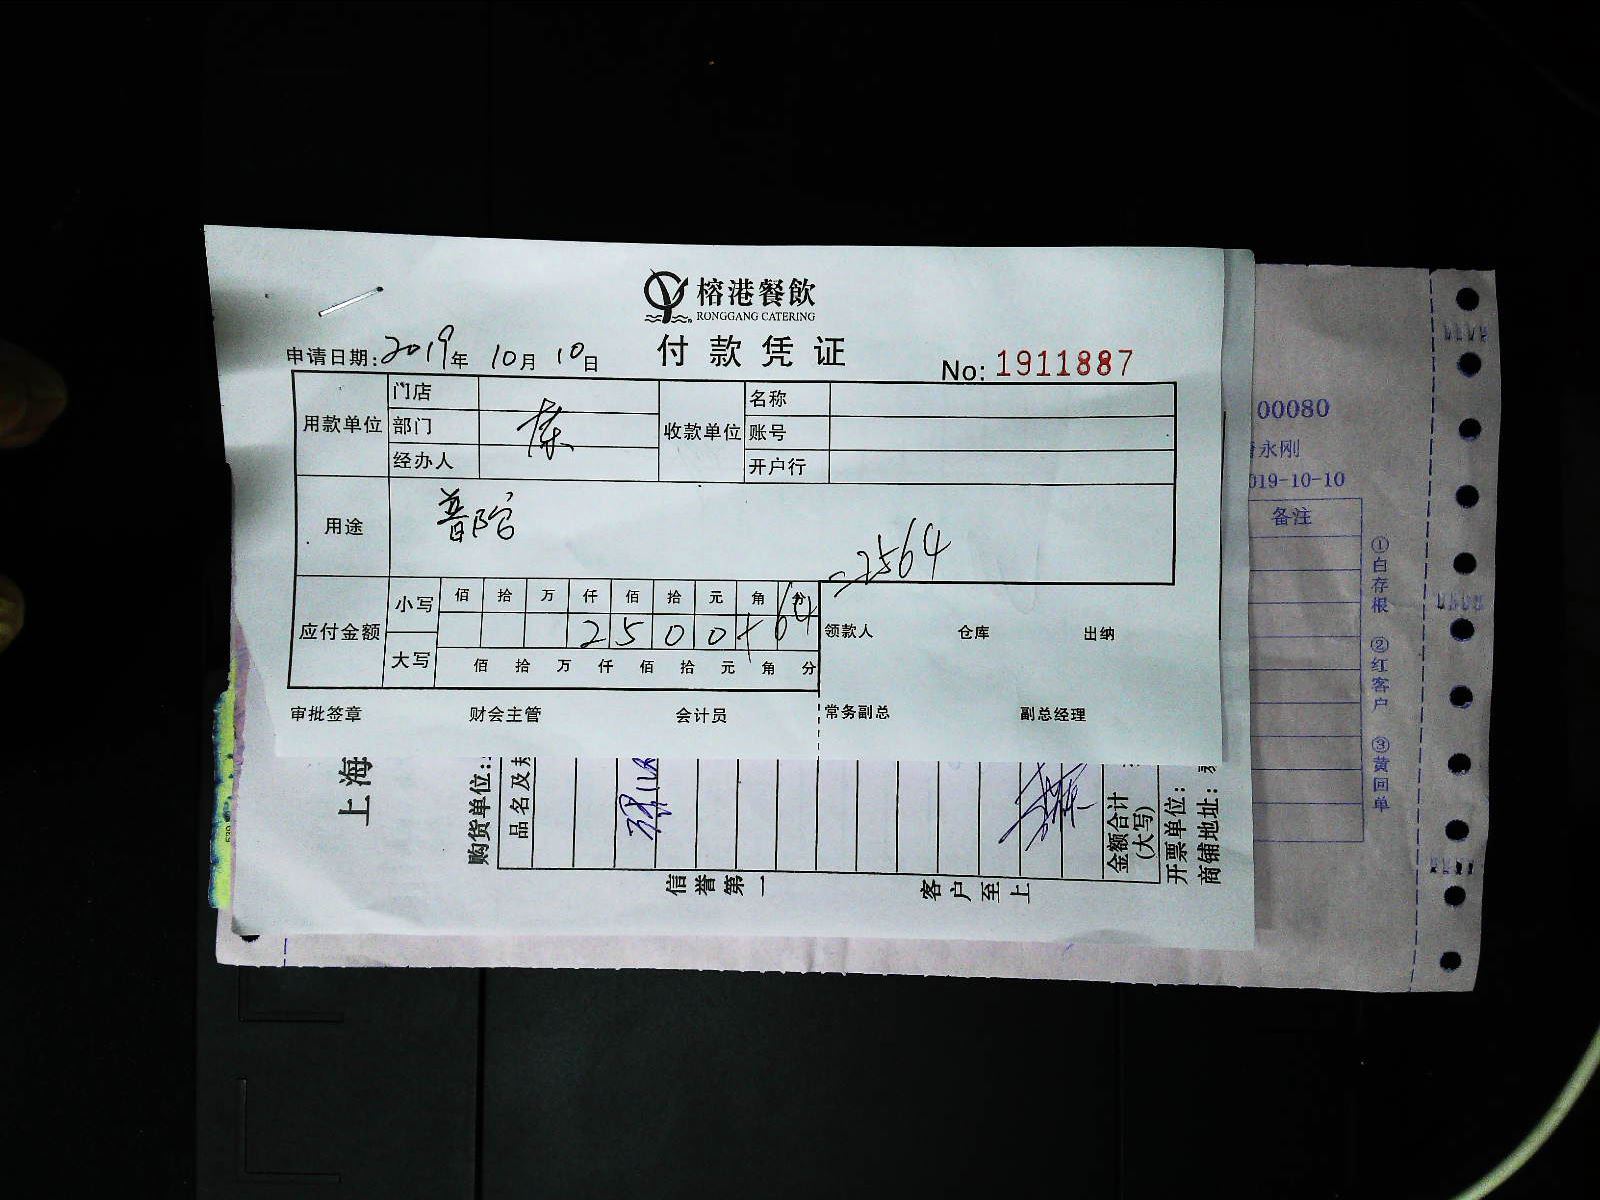 榕港餐飲
RONGGANG CATERING
付款凭证
申请日期:2019年10月10日
No: 1911887
用款单位 门店 收款单位 名称
部门 账号
经办人 开户行
用途 普陀宫
=2564
应付金额 小写 佰 拾 万 仟 佰 拾 元 角 分
2 5 0 0 + 64
大写 佰 拾 万 仟 佰 拾 元 角 分
领款人 仓库 出纳
审批签章 财会主管 会计员 常务副总 副总经理
上海
购货单位:
品名及规
金额合计
(大写)
开票单位:
商铺地址:
信誉第一 客户至上
00080
永刚
019-10-10
备注
①白存根 ②红客户 ③黄回单